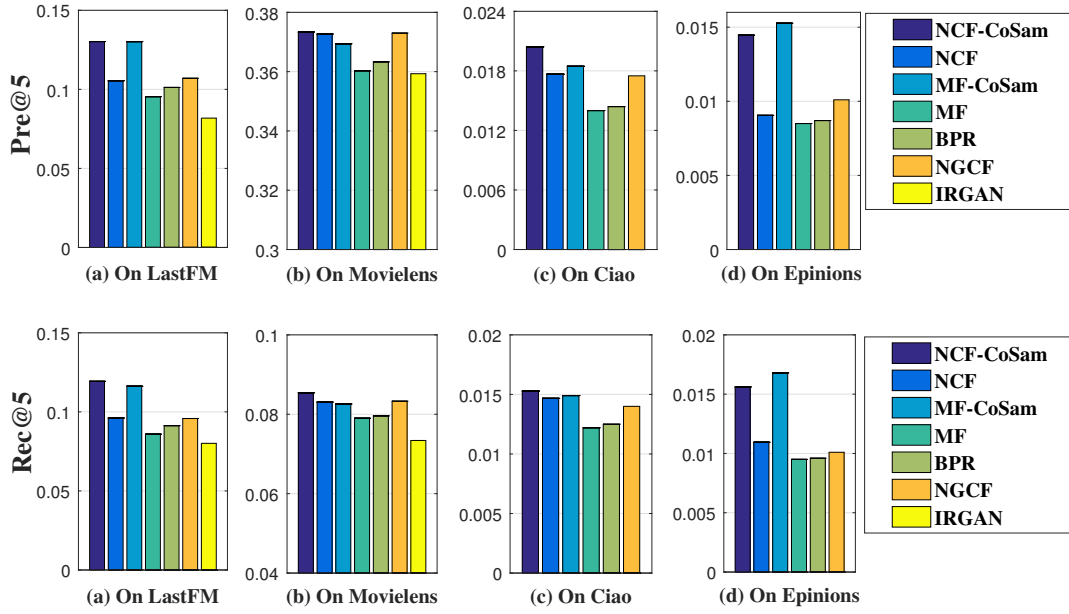 Pre@5
0.15
0.1
0.05
0
(a) On LastFM
0.38
0.36
0.34
0.32
0.3
(b) On Movielens
0.024
0.018
0.012
0.006
0
(c) On Ciao
0.015
0.01
0.005
0
(d) On Epinions
NCF-CoSam
NCF
MF-CoSam
MF
BPR
NGCF
IRGAN
Rec@5
0.15
0.1
0.05
0
(a) On LastFM
0.1
0.08
0.06
0.04
(b) On Movielens
0.02
0.015
0.01
0.005
0
(c) On Ciao
0.02
0.015
0.01
0.005
0
(d) On Epinions
NCF-CoSam
NCF
MF-CoSam
MF
BPR
NGCF
IRGAN